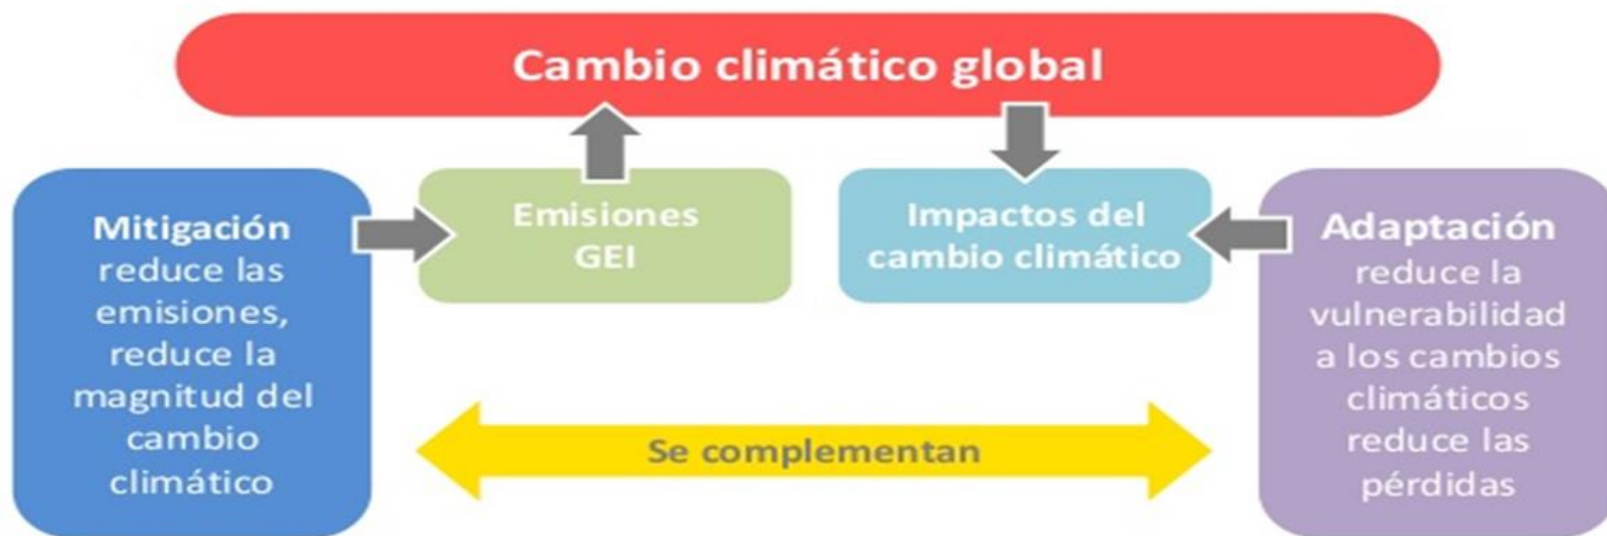 Cambio climático global
Mitigación
reduce las
emisiones,
reduce la
magnitud del
cambio
climático
Emisiones
GEI
Impactos del
cambio climático
Adaptación
reduce la
vulnerabilidad
a los cambios
climáticos
reduce las
pérdidas
Se complementan